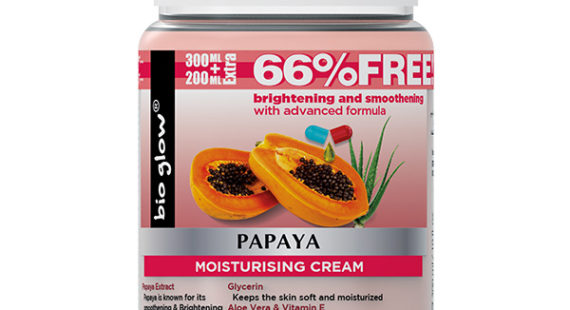 300ML
+
200ML
Extra
66%FREE
brightening and smoothening
with advanced formula
bio glow®
PAPAYA
MOISTURISING CREAM
Papaya Extract
Papaya is known for its
smoothening & Brightening
Glycerin
Keeps the skin soft and moisturized
Aloe Vera & Vitamin E